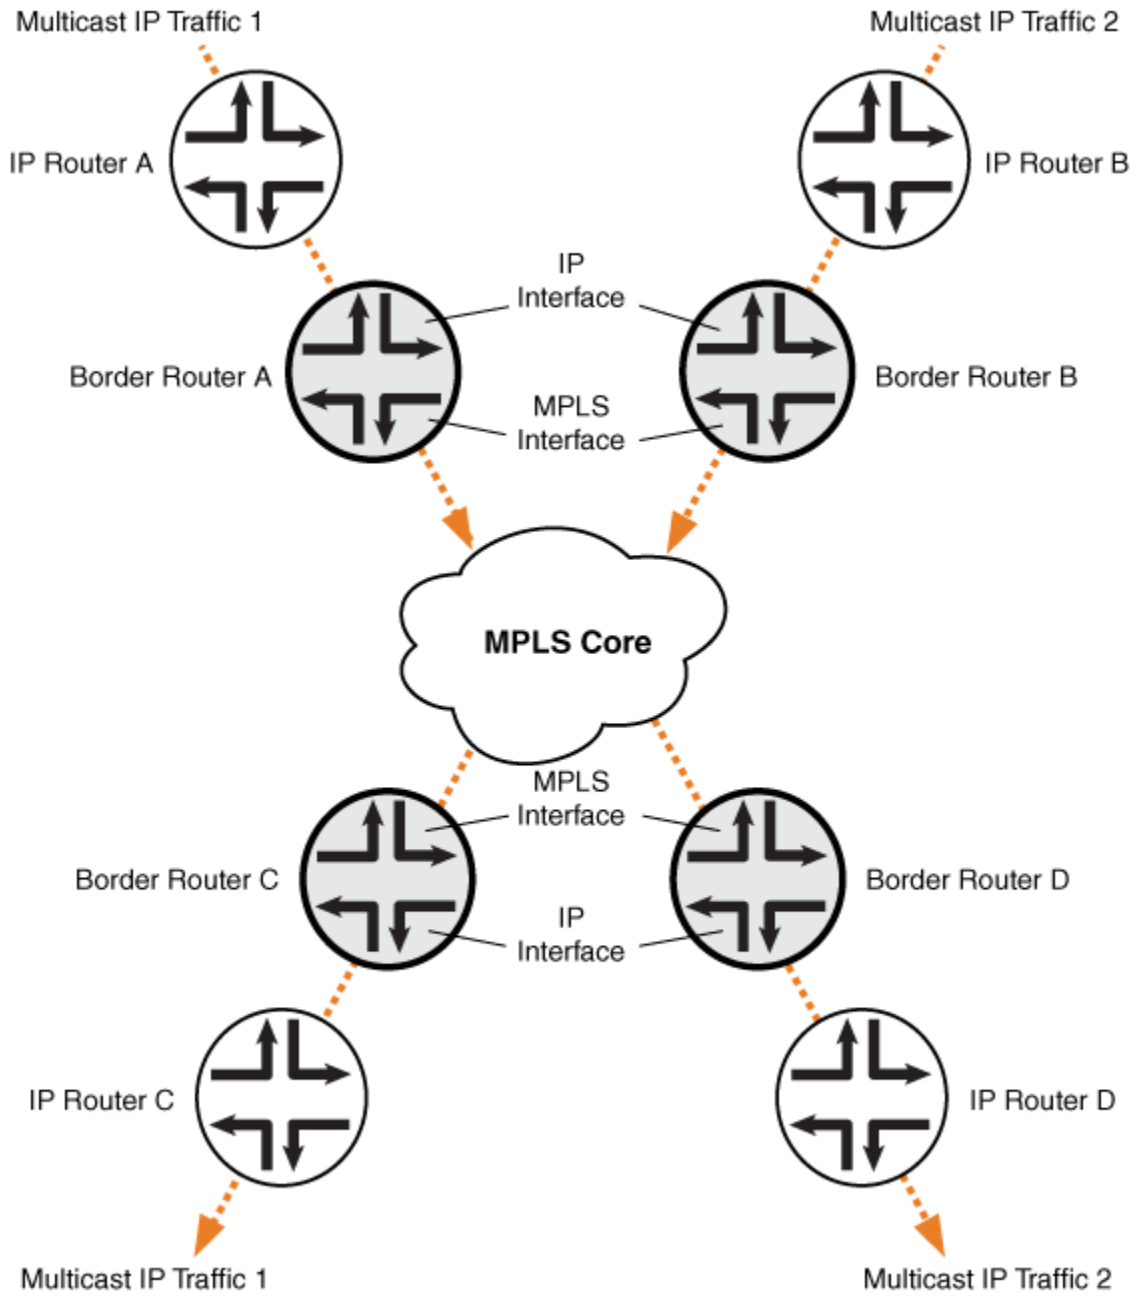 Multicast IP Traffic 1
Multicast IP Traffic 2
IP Router A
IP Router B
IP
Interface
Border Router A
Border Router B
MPLS
Interface
MPLS Core
MPLS
Interface
Border Router C
Border Router D
IP
Interface
IP Router C
IP Router D
Multicast IP Traffic 1
Multicast IP Traffic 2